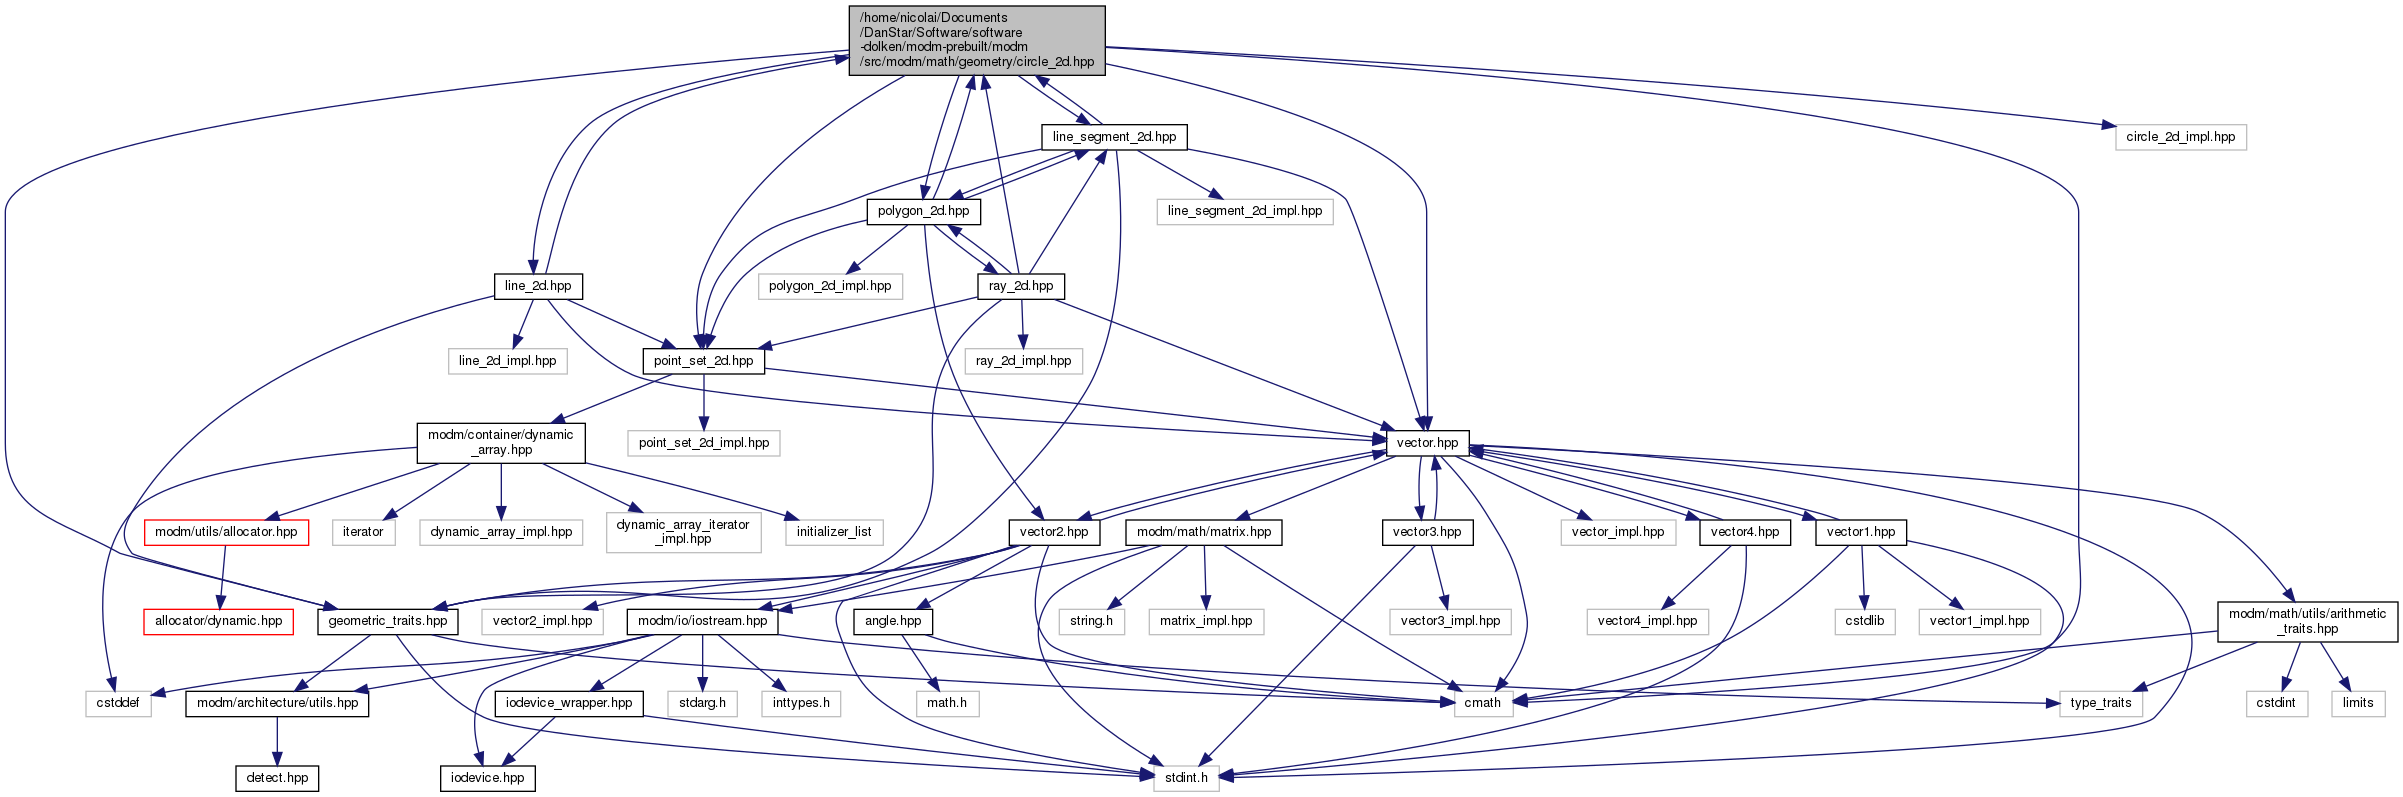 /home/nicolai/Documents
/DanStar/Software/software
-dolken/modm-prebuilt/modm
/src/modm/math/geometry/circle_2d.hpp
line_segment_2d.hpp
circle_2d_impl.hpp
polygon_2d.hpp
line_segment_2d_impl.hpp
line_2d.hpp
polygon_2d_impl.hpp
ray_2d.hpp
line_2d_impl.hpp
point_set_2d.hpp
ray_2d_impl.hpp
modm/container/dynamic
_array.hpp
point_set_2d_impl.hpp
vector.hpp
modm/utils/allocator.hpp
iterator
dynamic_array_impl.hpp
dynamic_array_iterator
_impl.hpp
initializer_list
vector2.hpp
modm/math/matrix.hpp
vector3.hpp
vector_impl.hpp
vector4.hpp
vector1.hpp
allocator/dynamic.hpp
geometric_traits.hpp
vector2_impl.hpp
modm/io/iostream.hpp
angle.hpp
string.h
matrix_impl.hpp
vector3_impl.hpp
vector4_impl.hpp
cstdlib
vector1_impl.hpp
modm/math/utils/arithmetic
_traits.hpp
cstddef
modm/architecture/utils.hpp
iodevice_wrapper.hpp
stdarg.h
inttypes.h
math.h
cmath
type_traits
cstdint
limits
detect.hpp
iodevice.hpp
stdint.h